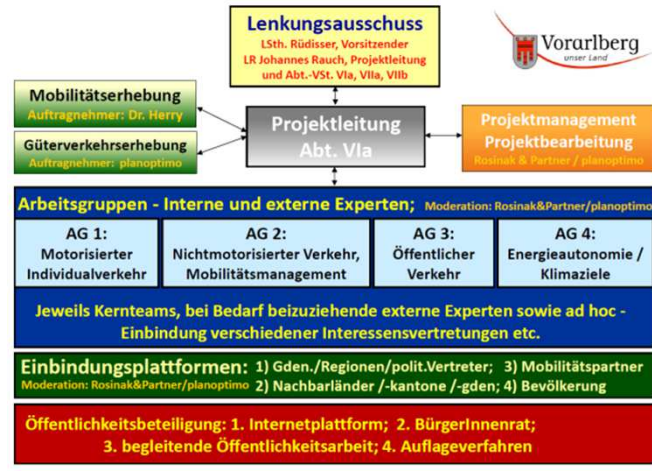 Lenkungsausschuss
LSth. Rüdisser, Vorsitzender
LR Johannes Rauch, Projektleitung
und Abt.-VSt. VIa, VIIa, VIIb
Vorarlberg
unser Land
Mobilitätserhebung
Auftragnehmer: Dr. Herry
Güterverkehrserhebung
Auftragnehmer: planoptimo
Projektleitung
Abt. VIa
Projektmanagement
Projektbearbeitung
Rosinak & Partner / planoptimo
Arbeitsgruppen - Interne und externe Experten; Moderation: Rosinak&Partner/planoptimo
AG 1:
Motorisierter
Individualverkehr
AG 2:
Nichtmotorisierter Verkehr,
Mobilitätsmanagement
AG 3:
Öffentlicher
Verkehr
AG 4:
Energieautonomie /
Klimaziele
Jeweils Kernteams, bei Bedarf beizuziehende externe Experten sowie ad hoc -
Einbindung verschiedener Interessensvertretungen etc.
Einbindungsplattformen: 1) Gden./Regionen/polit.Vertreter; 3) Mobilitätspartner
Moderation: Rosinak&Partner/planoptimo 2) Nachbarländer /-kantone /-gden; 4) Bevölkerung
Öffentlichkeitsbeteiligung: 1. Internetplattform; 2. BürgerInnenrat;
3. begleitende Öffentlichkeitsarbeit; 4. Auflageverfahren